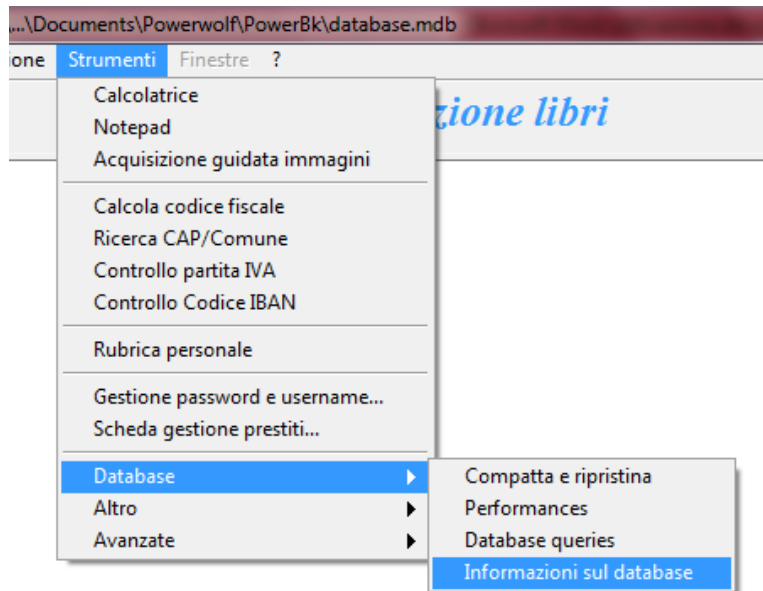 ...\Documents\Powerwolf\PowerBk\database.mdb
ione Strumenti Finestre ?
zione libri
Calcolatrice
Notepad
Acquisizione guidata immagini
Calcola codice fiscale
Ricerca CAP/Comune
Controllo partita IVA
Controllo Codice IBAN
Rubrica personale
Gestione password e username...
Scheda gestione prestiti...
Database
Altro
Avanzate
Compatta e ripristina
Performances
Database queries
Informazioni sul database